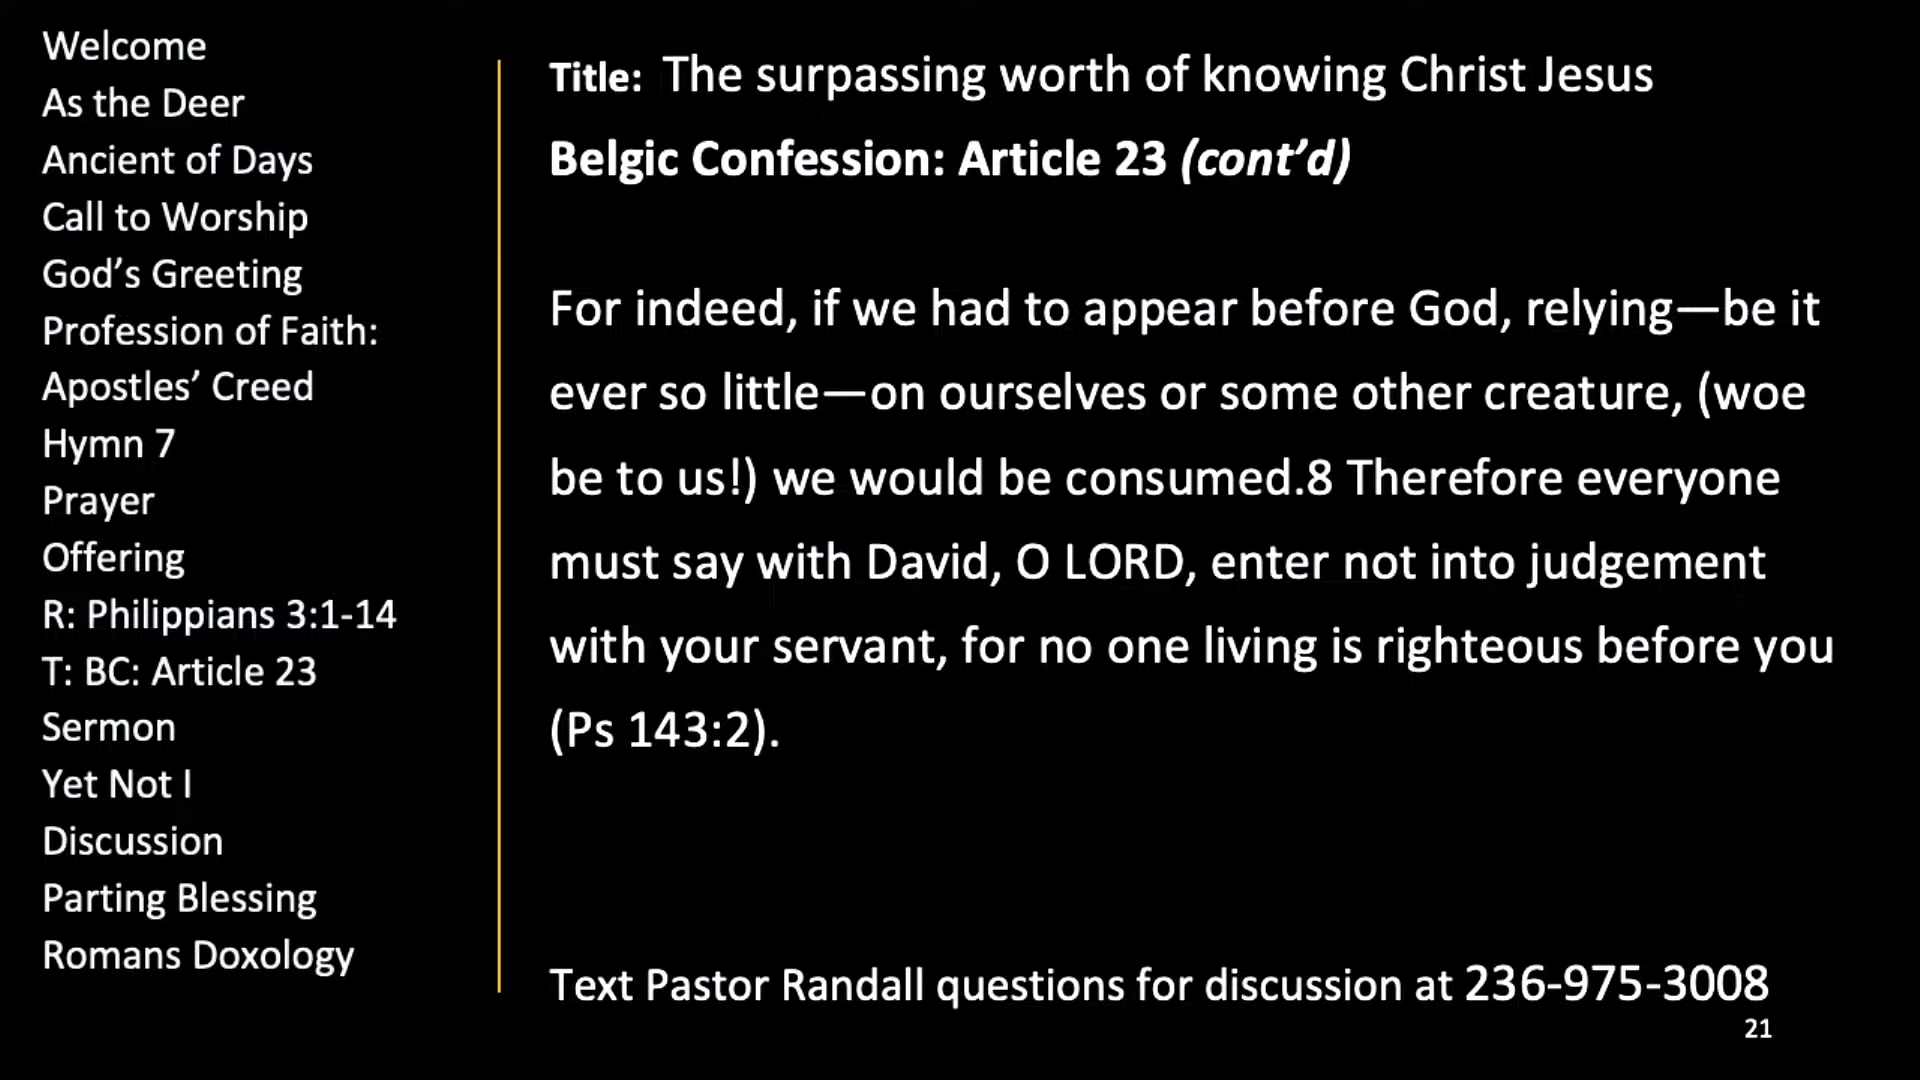 Welcome
As the Deer
Ancient of Days
Call to Worship
God’s Greeting
Profession of Faith:
Apostles’ Creed
Hymn 7
Prayer
Offering
R: Philippians 3:1-14
T: BC: Article 23
Sermon
Yet Not I
Discussion
Parting Blessing
Romans Doxology
Title: The surpassing worth of knowing Christ Jesus
Belgic Confession: Article 23 (cont’d)
For indeed, if we had to appear before God, relying—be it
ever so little—on ourselves or some other creature, (woe
be to us!) we would be consumed.8 Therefore everyone
must say with David, O LORD, enter not into judgement
with your servant, for no one living is righteous before you
(Ps 143:2).
Text Pastor Randall questions for discussion at 236-975-3008
21